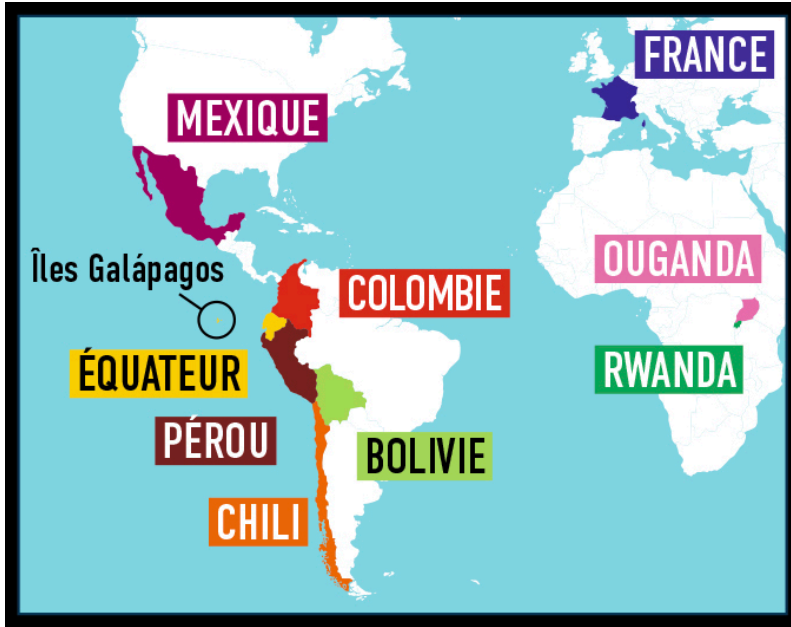 FRANCE
MEXIQUE
Îles Galápagos
OUGANDA
COLOMBIE
ÉQUATEUR
RWANDA
PÉROU
BOLIVIE
CHILI